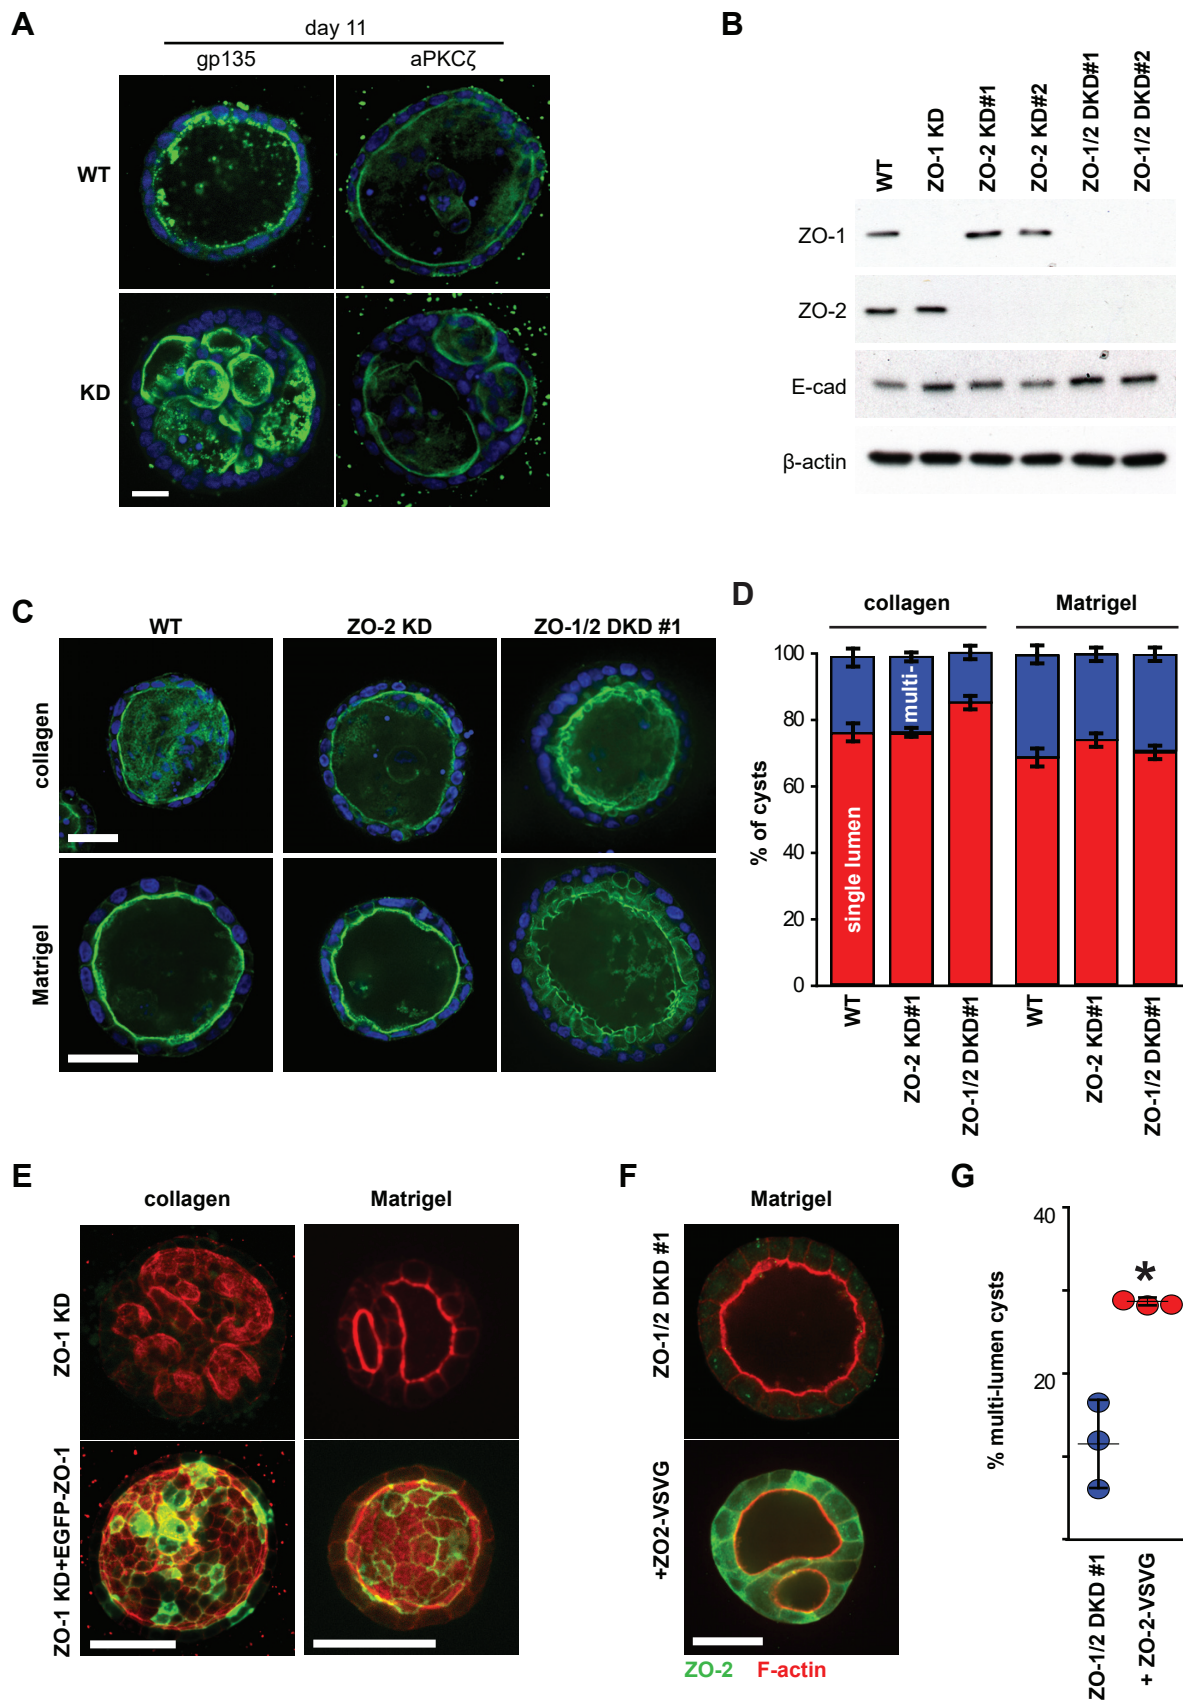 A
day 11
gp135
aPKCζ
WT
KD
B
WT
ZO-1 KD
ZO-2 KD#1
ZO-2 KD#2
ZO-1/2 DKD#1
ZO-1/2 DKD#2
ZO-1
ZO-2
E-cad
β-actin
C
WT
ZO-2 KD
ZO-1/2 DKD #1
collagen
Matrigel
D
collagen
Matrigel
% of cysts
100
80
60
40
20
0
multi-
single lumen
WT
ZO-2 KD#1
ZO-1/2 DKD#1
WT
ZO-2 KD#1
ZO-1/2 DKD#1
E
collagen
Matrigel
ZO-1 KD
ZO-1 KD+EGFP-ZO-1
F
Matrigel
ZO-1/2 DKD #1
+ZO2-VSVG
ZO-2
F-actin
G
% multi-lumen cysts
40
20
*
ZO-1/2 DKD #1
+ ZO-2-VSVG